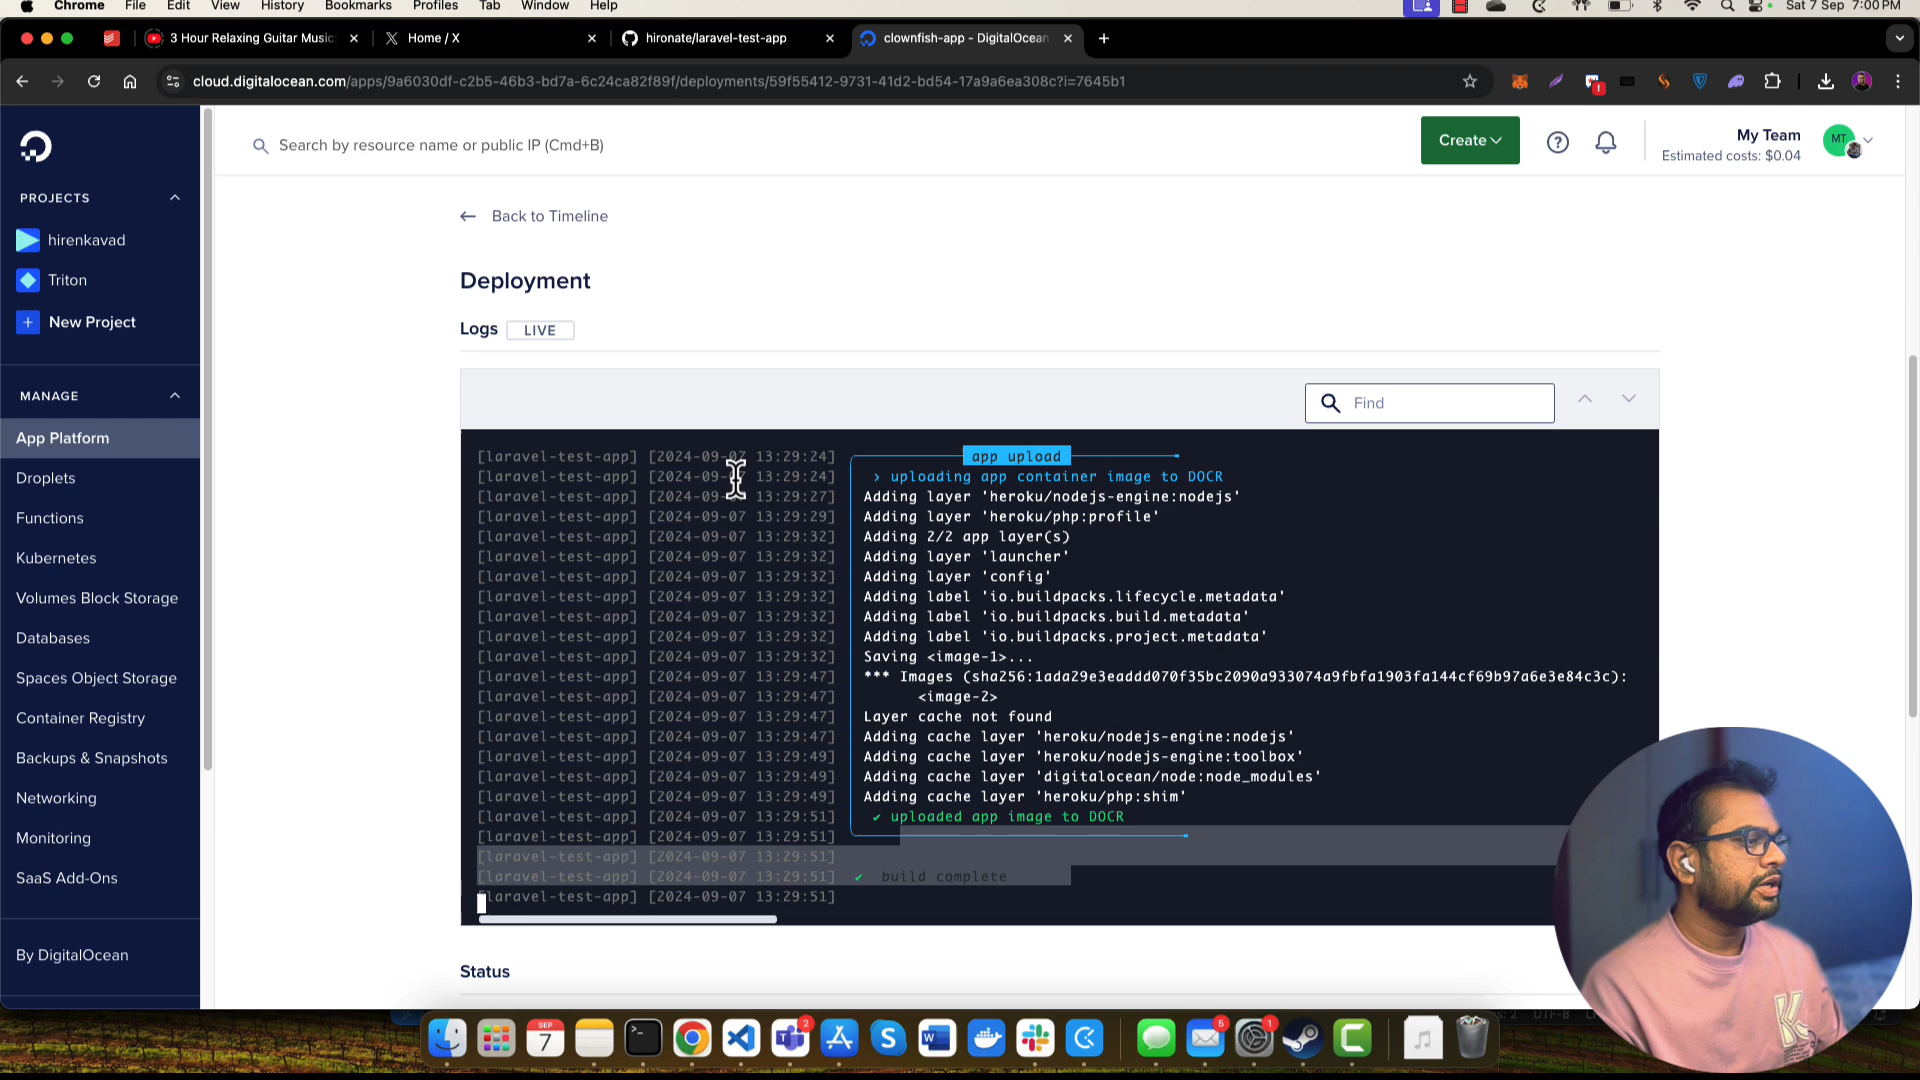 Chrome File Edit View History Bookmarks Profiles Tab Window Help
Sat 7 Sep 7:00 PM
3 Hour Relaxing Guitar Music:
Home / X
hironate/laravel-test-app
clownfish-app - DigitalOcean
cloud.digitalocean.com/apps/9a6030df-c2b5-46b3-bd7a-6c24ca82f89f/deployments/59f55412-9731-41d2-bd54-17a9a6ea308c?i=7645b1
Search by resource name or public IP (Cmd+B)
Create
My Team
Estimated costs: $0.04
MT
PROJECTS
hirenkavad
Triton
New Project
MANAGE
App Platform
Droplets
Functions
Kubernetes
Volumes Block Storage
Databases
Spaces Object Storage
Container Registry
Backups & Snapshots
Networking
Monitoring
SaaS Add-Ons
By DigitalOcean
Back to Timeline
Deployment
Logs LIVE
Find
[laravel-test-app] [2024-09-07 13:29:24] app upload
[laravel-test-app] [2024-09-07 13:29:24] › uploading app container image to DOCR
[laravel-test-app] [2024-09-07 13:29:27] Adding layer 'heroku/nodejs-engine:nodejs'
[laravel-test-app] [2024-09-07 13:29:29] Adding layer 'heroku/php:profile'
[laravel-test-app] [2024-09-07 13:29:32] Adding 2/2 app layer(s)
[laravel-test-app] [2024-09-07 13:29:32] Adding layer 'launcher'
[laravel-test-app] [2024-09-07 13:29:32] Adding layer 'config'
[laravel-test-app] [2024-09-07 13:29:32] Adding label 'io.buildpacks.lifecycle.metadata'
[laravel-test-app] [2024-09-07 13:29:32] Adding label 'io.buildpacks.build.metadata'
[laravel-test-app] [2024-09-07 13:29:32] Adding label 'io.buildpacks.project.metadata'
[laravel-test-app] [2024-09-07 13:29:32] Saving <image-1>...
[laravel-test-app] [2024-09-07 13:29:47] *** Images (sha256:1ada29e3eaddd070f35bc2090a933074a9fbfa1903fa144cf69b97a6e3e84c3c):
[laravel-test-app] [2024-09-07 13:29:47] <image-2>
[laravel-test-app] [2024-09-07 13:29:47] Layer cache not found
[laravel-test-app] [2024-09-07 13:29:47] Adding cache layer 'heroku/nodejs-engine:nodejs'
[laravel-test-app] [2024-09-07 13:29:49] Adding cache layer 'heroku/nodejs-engine:toolbox'
[laravel-test-app] [2024-09-07 13:29:49] Adding cache layer 'digitalocean/node:node_modules'
[laravel-test-app] [2024-09-07 13:29:49] Adding cache layer 'heroku/php:shim'
[laravel-test-app] [2024-09-07 13:29:51] ✔ uploaded app image to DOCR
[laravel-test-app] [2024-09-07 13:29:51]
[laravel-test-app] [2024-09-07 13:29:51]
[laravel-test-app] [2024-09-07 13:29:51] ✔ build complete
laravel-test-app] [2024-09-07 13:29:51]
Status
SEP
7
2
5
1
K